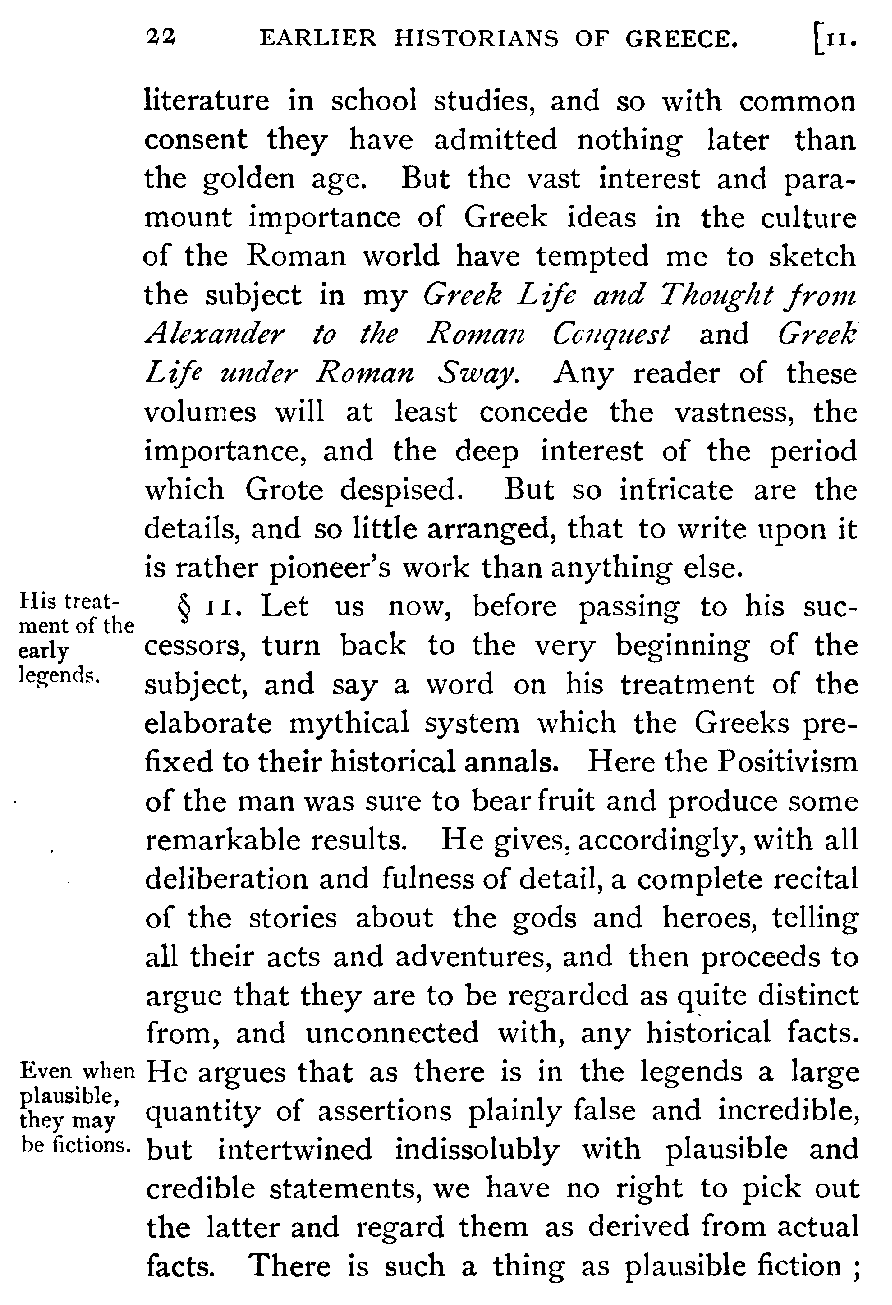 22 EARLIER HISTORIANS OF GREECE. [11.
literature in school studies, and so with common
consent they have admitted nothing later than
the golden age. But the vast interest and para-
mount importance of Greek ideas in the culture
of the Roman world have tempted me to sketch
the subject in my Greek Life and Thought from
Alexander to the Roman Conquest and Greek
Life under Roman Sway. Any reader of these
volumes will at least concede the vastness, the
importance, and the deep interest of the period
which Grote despised. But so intricate are the
details, and so little arranged, that to write upon it
is rather pioneer's work than anything else.
His treat-
ment of the
early
legends.
§ 11. Let us now, before passing to his suc-
cessors, turn back to the very beginning of the
subject, and say a word on his treatment of the
elaborate mythical system which the Greeks pre-
fixed to their historical annals. Here the Positivism
of the man was sure to bear fruit and produce some
remarkable results. He gives, accordingly, with all
deliberation and fulness of detail, a complete recital
of the stories about the gods and heroes, telling
all their acts and adventures, and then proceeds to
argue that they are to be regarded as quite distinct
from, and unconnected with, any historical facts.
Even when
plausible,
they may
be fictions.
He argues that as there is in the legends a large
quantity of assertions plainly false and incredible,
but intertwined indissolubly with plausible and
credible statements, we have no right to pick out
the latter and regard them as derived from actual
facts. There is such a thing as plausible fiction ;